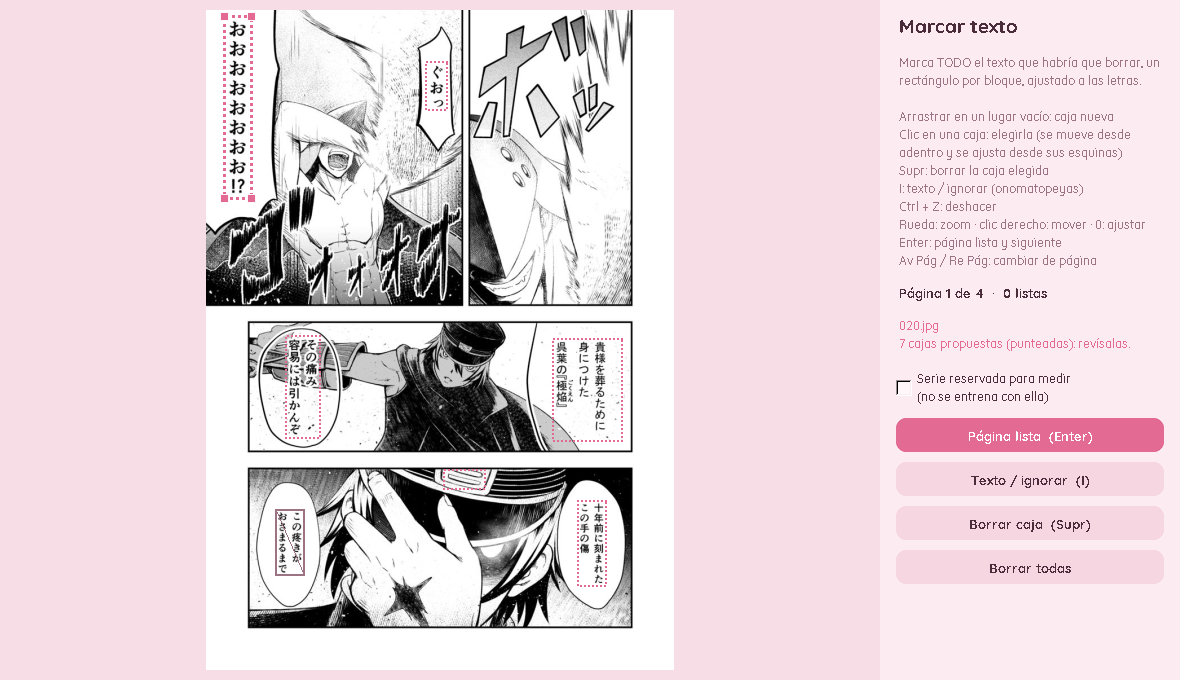 ボッ
ぐおっ
おおおおおおおお!?
ゴオォォオオ
貴様を葬るために
身につけた
呉葉の『極焔』
ごくえん
その痛み
容易には引かんぞ
十年前に刻まれた
この手の傷
この疼きが
おさまるまで
Marcar texto
Marca TODO el texto que habría que borrar, un
rectángulo por bloque, ajustado a las letras.
Arrastrar en un lugar vacío: caja nueva
Clic en una caja: elegirla (se mueve desde
adentro y se ajusta desde sus esquinas)
Supr: borrar la caja elegida
I: texto / ignorar (onomatopeyas)
Ctrl + Z: deshacer
Rueda: zoom · clic derecho: mover · 0: ajustar
Enter: página lista y siguiente
Av Pág / Re Pág: cambiar de página
Página 1 de 4 · 0 listas
020.jpg
7 cajas propuestas (punteadas): revísalas.
Serie reservada para medir
(no se entrena con ella)
Página lista (Enter)
Texto / ignorar (I)
Borrar caja (Supr)
Borrar todas